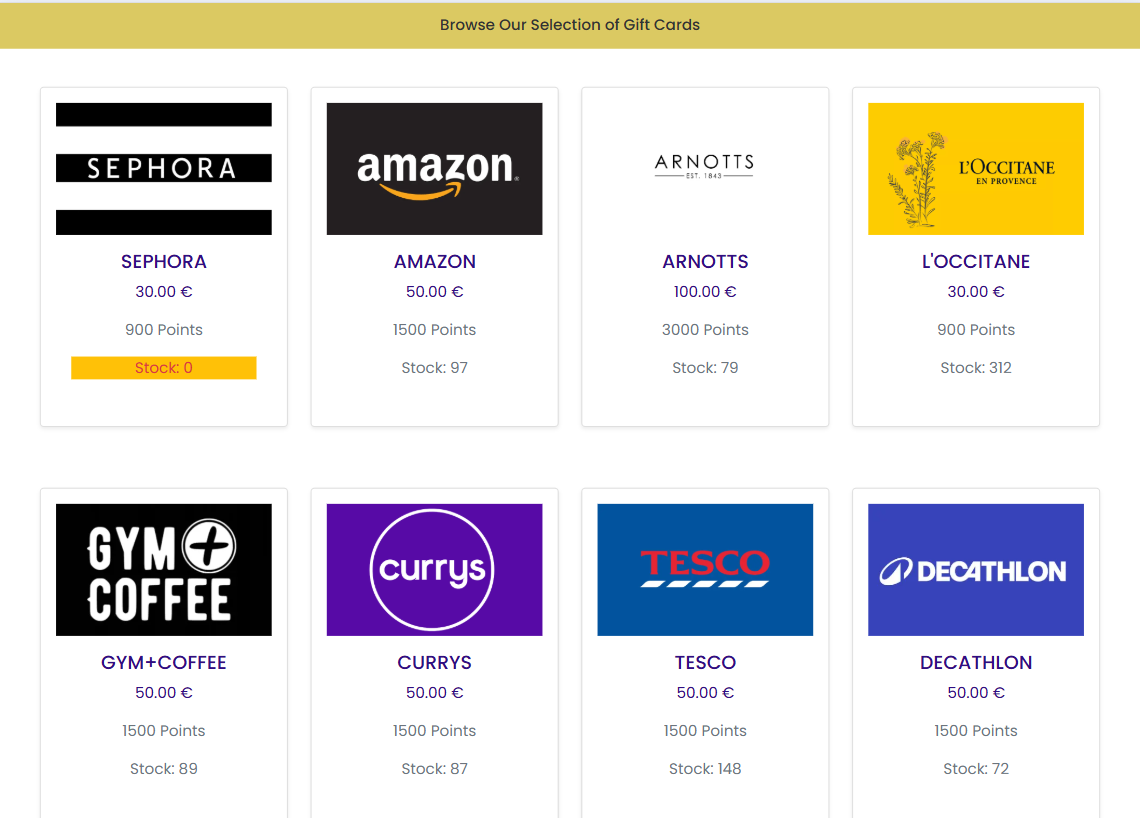 Browse Our Selection of Gift Cards
SEPHORA
SEPHORA
30.00 €
900 Points
Stock: 0
amazon®
AMAZON
50.00 €
1500 Points
Stock: 97
ARNOTTS
EST. 1843
ARNOTTS
100.00 €
3000 Points
Stock: 79
L'OCCITANE
EN PROVENCE
L'OCCITANE
30.00 €
900 Points
Stock: 312
GYM+
COFFEE
GYM+COFFEE
50.00 €
1500 Points
Stock: 89
currys
CURRYS
50.00 €
1500 Points
Stock: 87
TESCO
TESCO
50.00 €
1500 Points
Stock: 148
DECATHLON
DECATHLON
50.00 €
1500 Points
Stock: 72